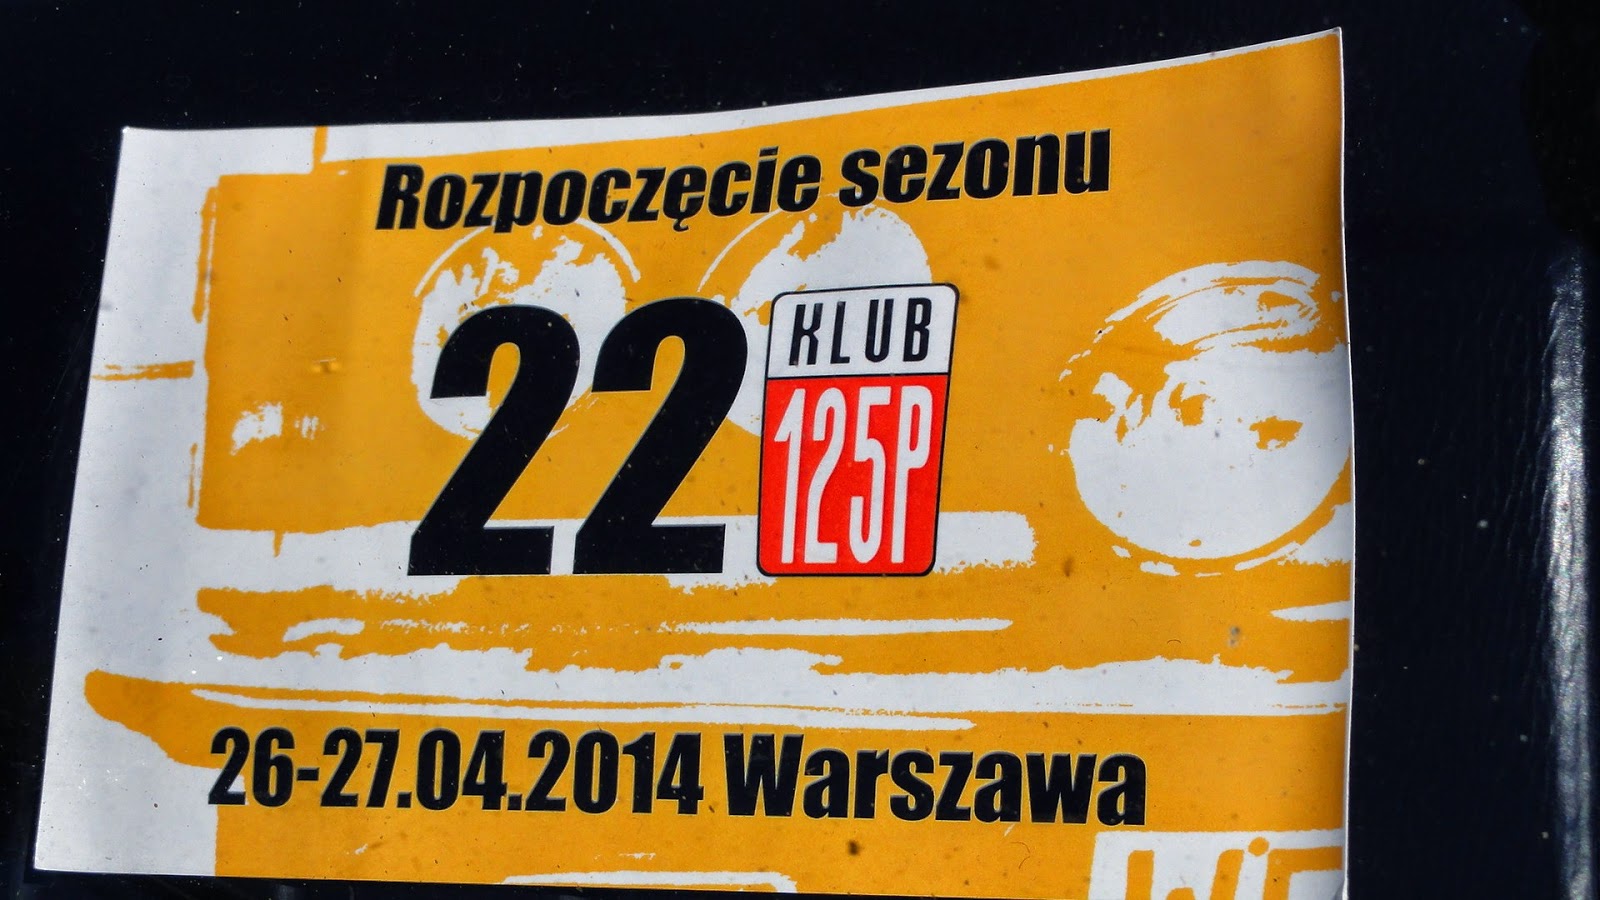 Rozpoczęcie sezonu
22
KLUB
125P
26-27.04.2014 Warszawa